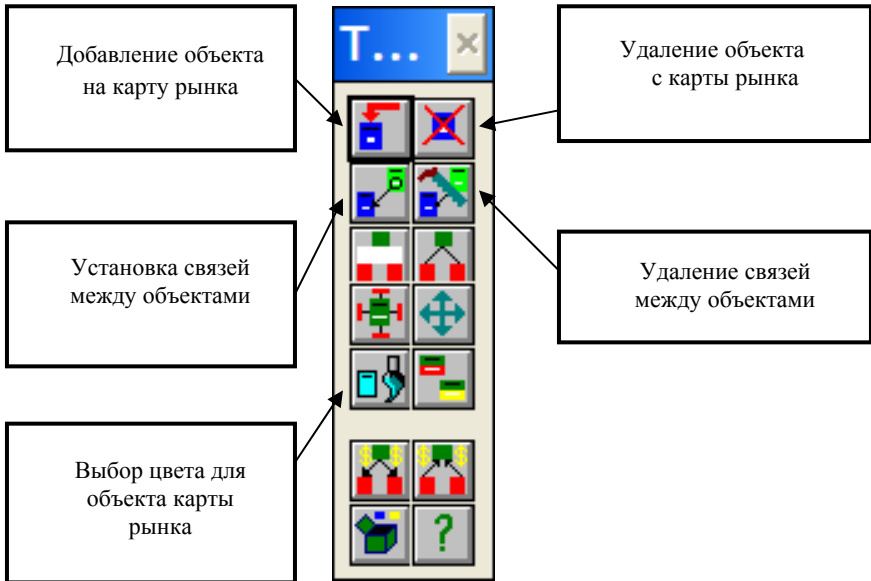 Добавление объекта
на карту рынка
T...
Удаление объекта
с карты рынка
Установка связей
между объектами
Удаление связей
между объектами
Выбор цвета для
объекта карты
рынка
$ $
$ $
?